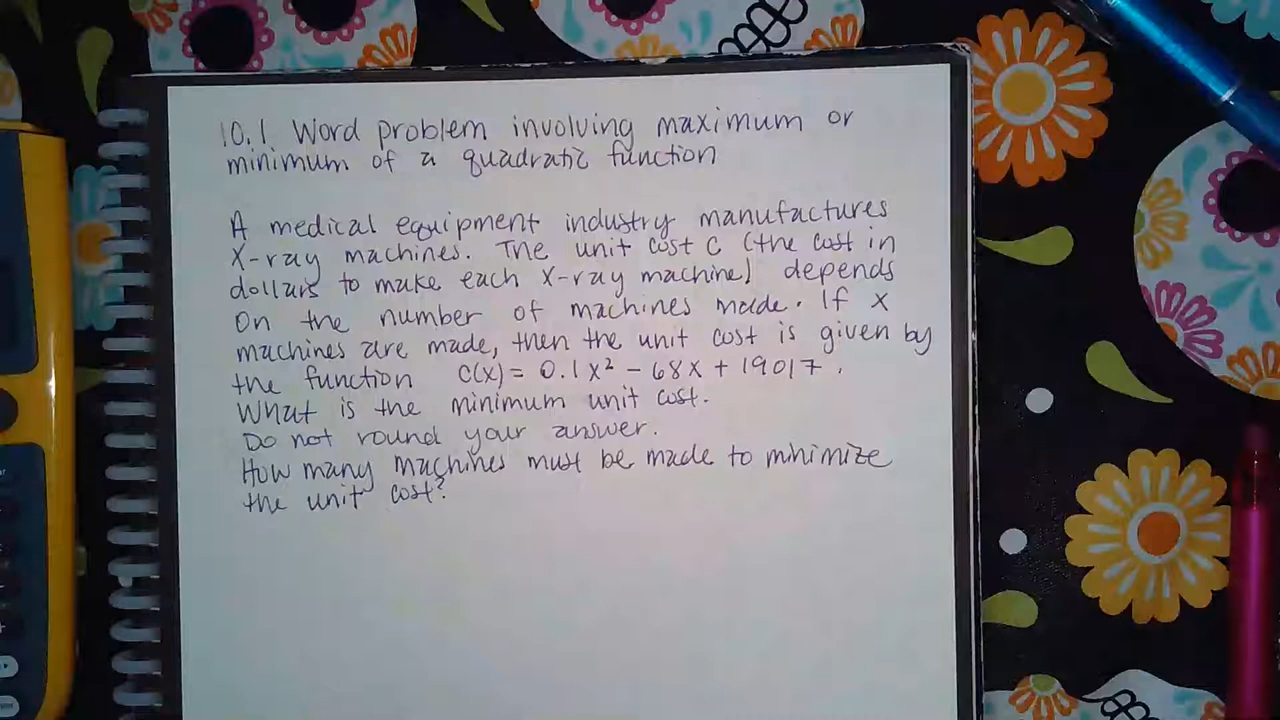 10.1 Word problem involving maximum or
minimum of a quadratic function
A medical equipment industry manufactures
X-ray machines. The unit cost C (the cost in
dollars to make each X-ray machine) depends
on the number of machines made. If x
machines are made, then the unit cost is given by
the function C(x) = 0.1x² - 68x + 19017.
What is the minimum unit cost.
Do not round your answer.
How many machines must be made to minimize
the unit cost?